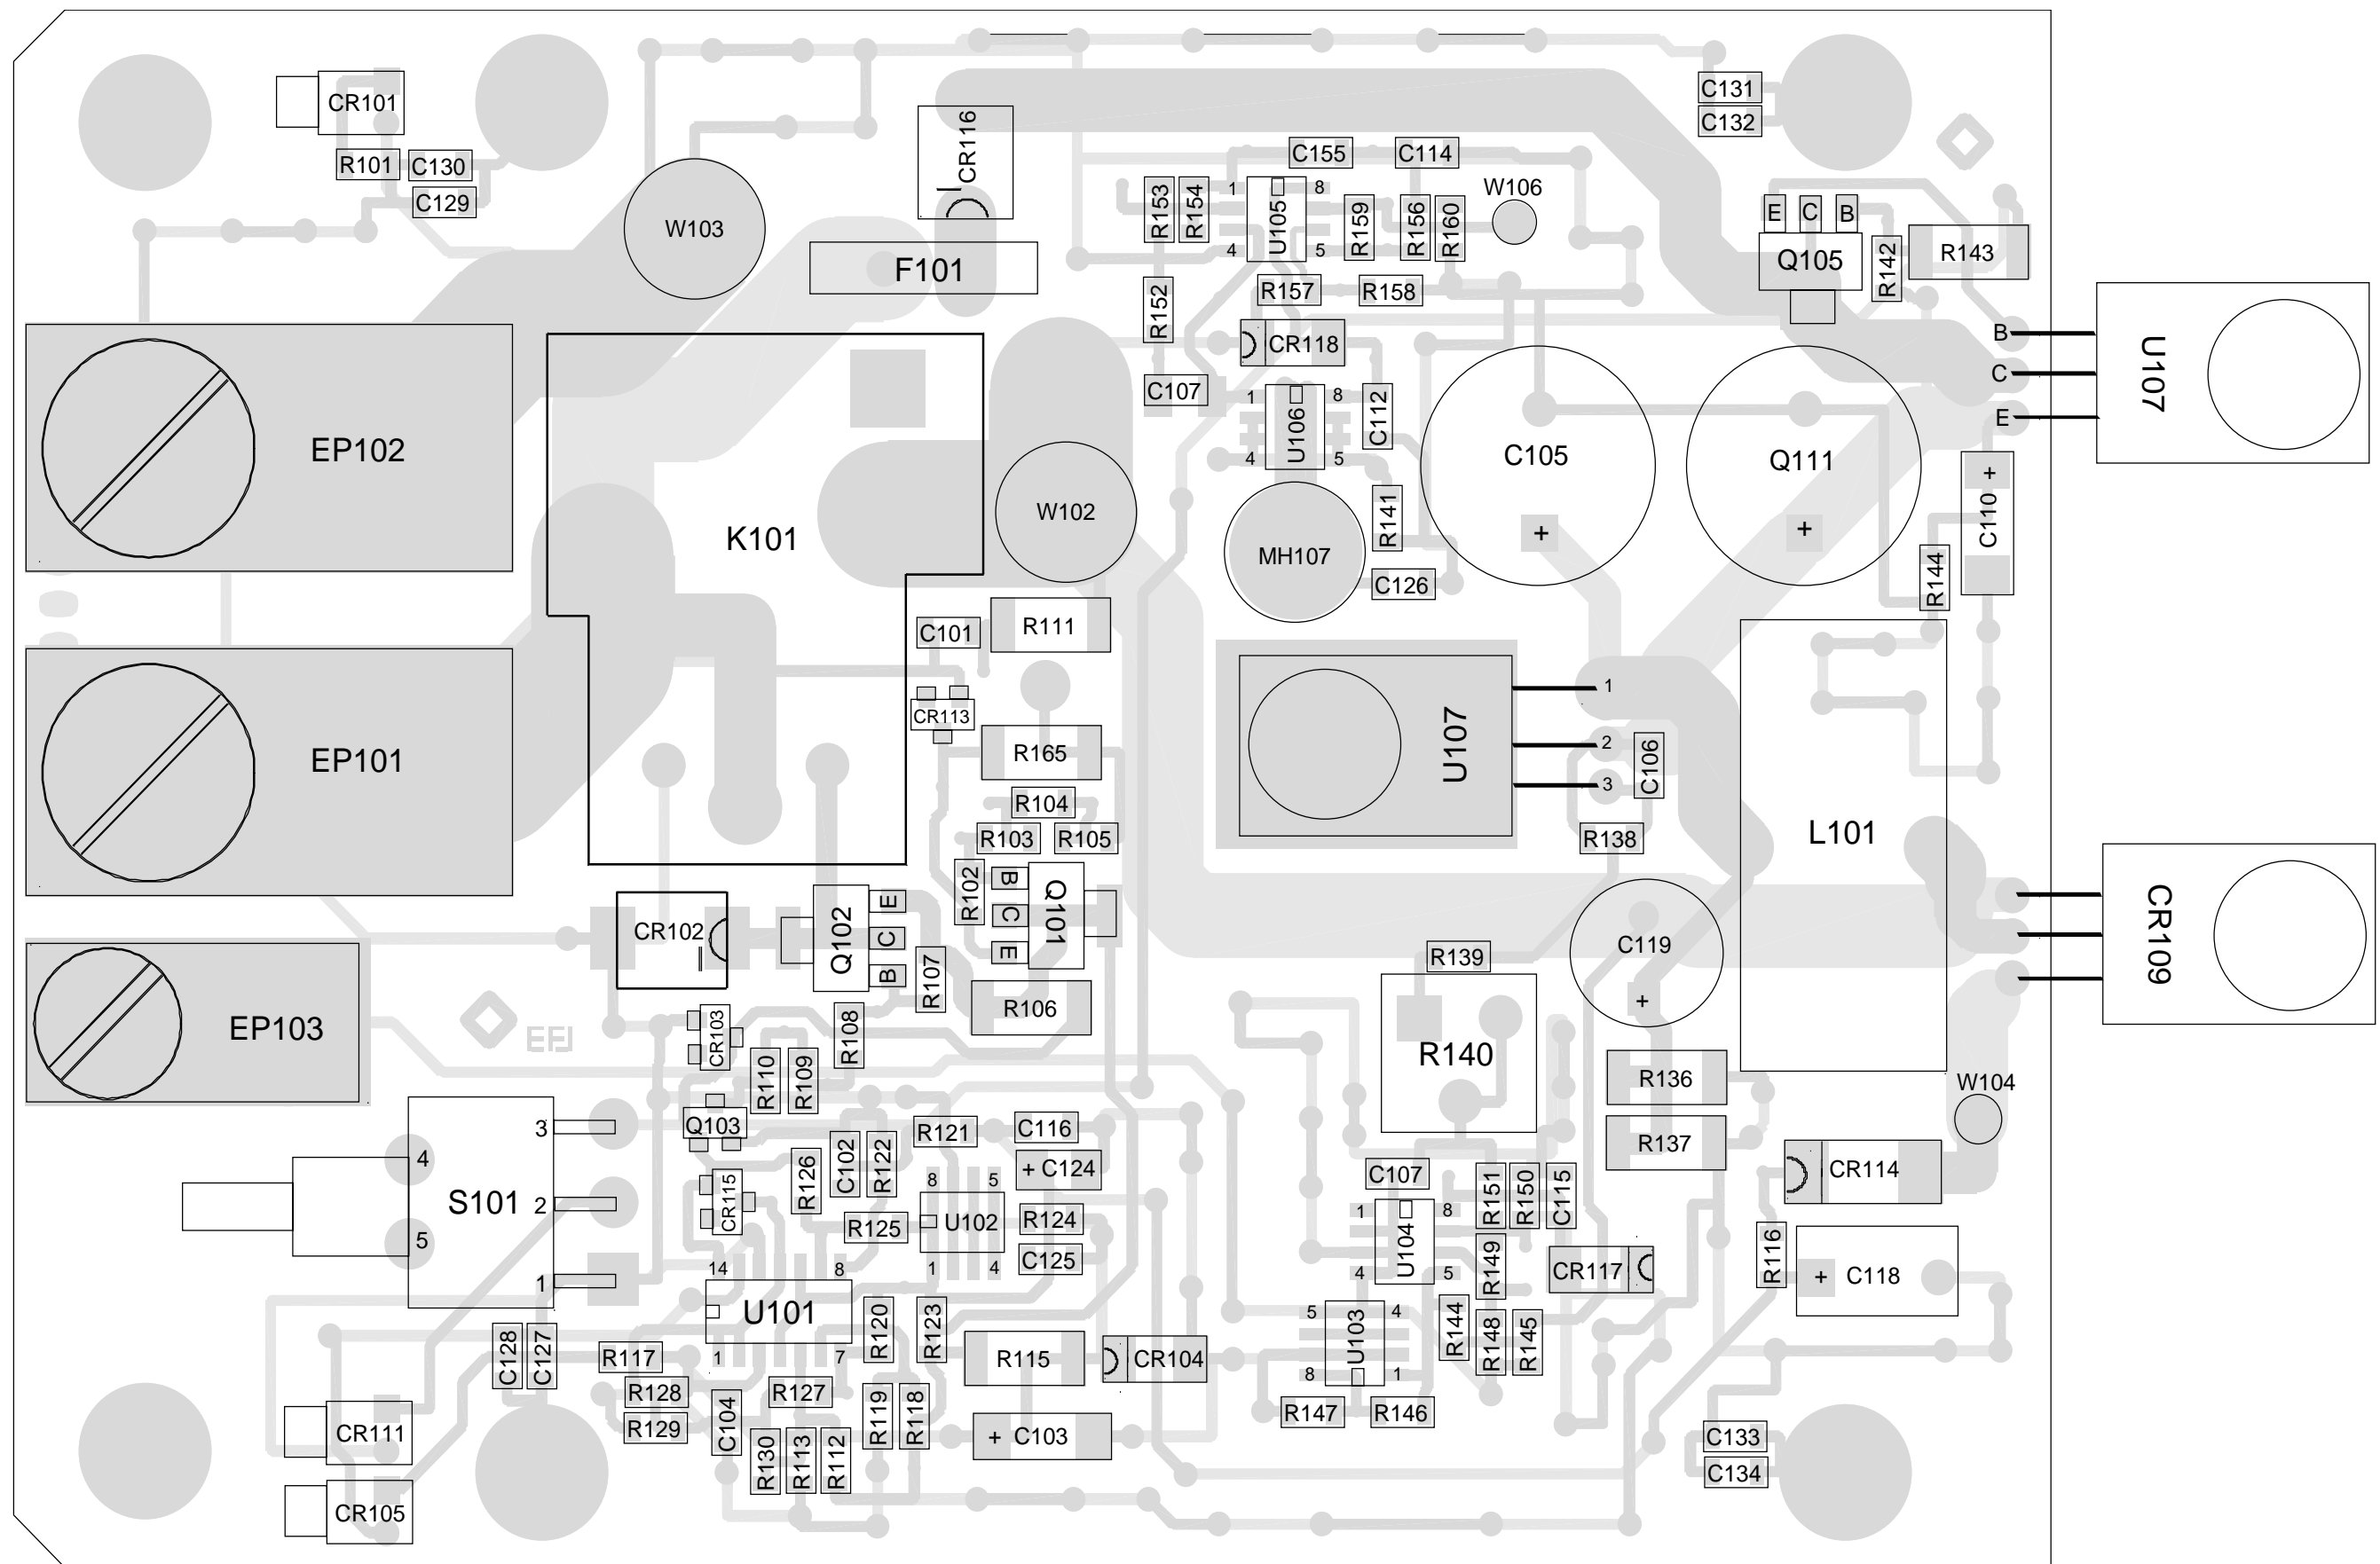 CR101
R101
C130
C129
W103
CR116
F101
C131
C132
C155
C114
R153
R154
1
8
U105
4
5
R159
R156
R160
W106
E
C
B
Q105
R142
R143
R152
R157
R158
CR118
C107
1
8
U106
4
5
C112
R141
MH107
C126
C105
+
Q111
+
B
C
E
U107
+
C110
R144
EP102
K101
W102
C101
R111
CR113
EP101
R165
R104
R103
R105
U107
1
2
3
C106
R138
L101
CR109
R102
B
C
E
Q101
CR102
Q102
E
C
B
R107
R106
R139
C119
+
EP103
EFJ
CR103
R110
R109
R108
R140
R136
R137
W104
3
4
S101
2
5
1
Q103
CR115
R126
C102
R122
R121
C116
+ C124
8
5
U102
R125
R124
C125
1
4
C107
R151
R150
C115
CR114
1
8
U104
4
5
R149
CR117
R116
+ C118
14
8
U101
1
7
R120
R123
R115
CR104
5
4
U103
8
1
R144
R148
R145
C128
C127
R117
R128
R129
C104
R127
R119
R118
+ C103
R147
R146
CR111
CR105
R130
R113
R112
C133
C134